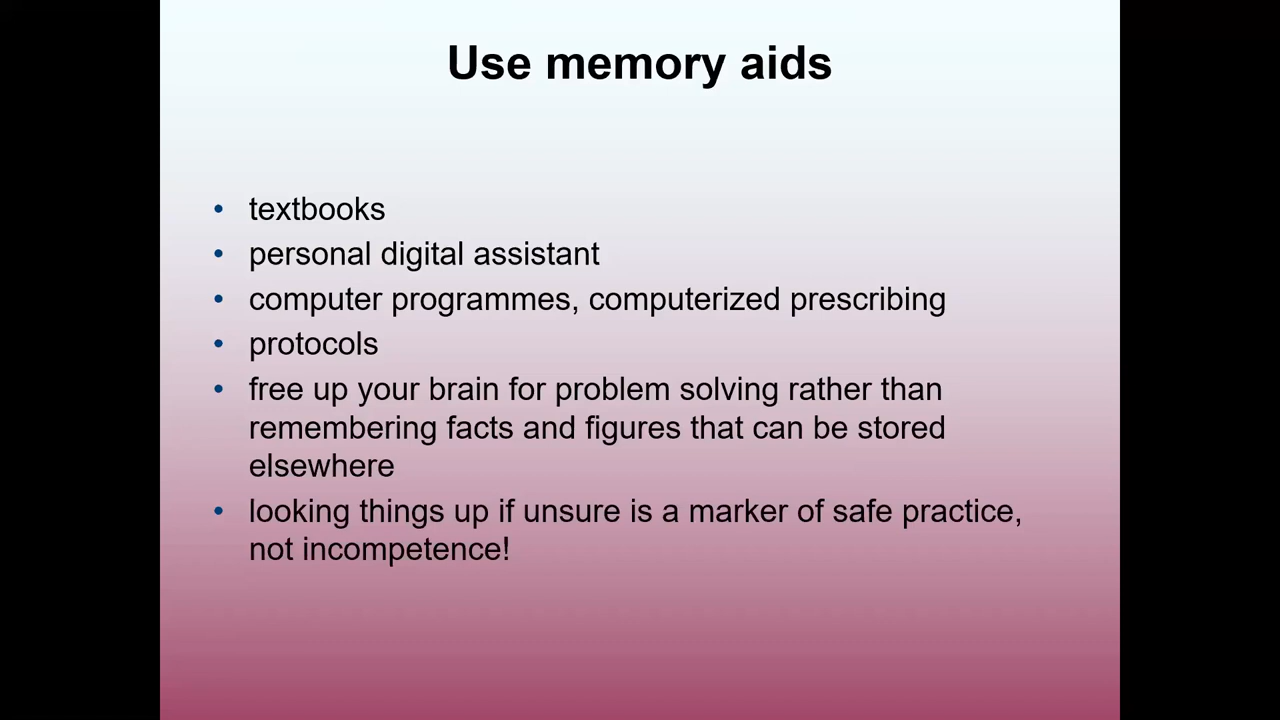 Use memory aids
• textbooks
• personal digital assistant
• computer programmes, computerized prescribing
• protocols
• free up your brain for problem solving rather than
remembering facts and figures that can be stored
elsewhere
• looking things up if unsure is a marker of safe practice,
not incompetence!